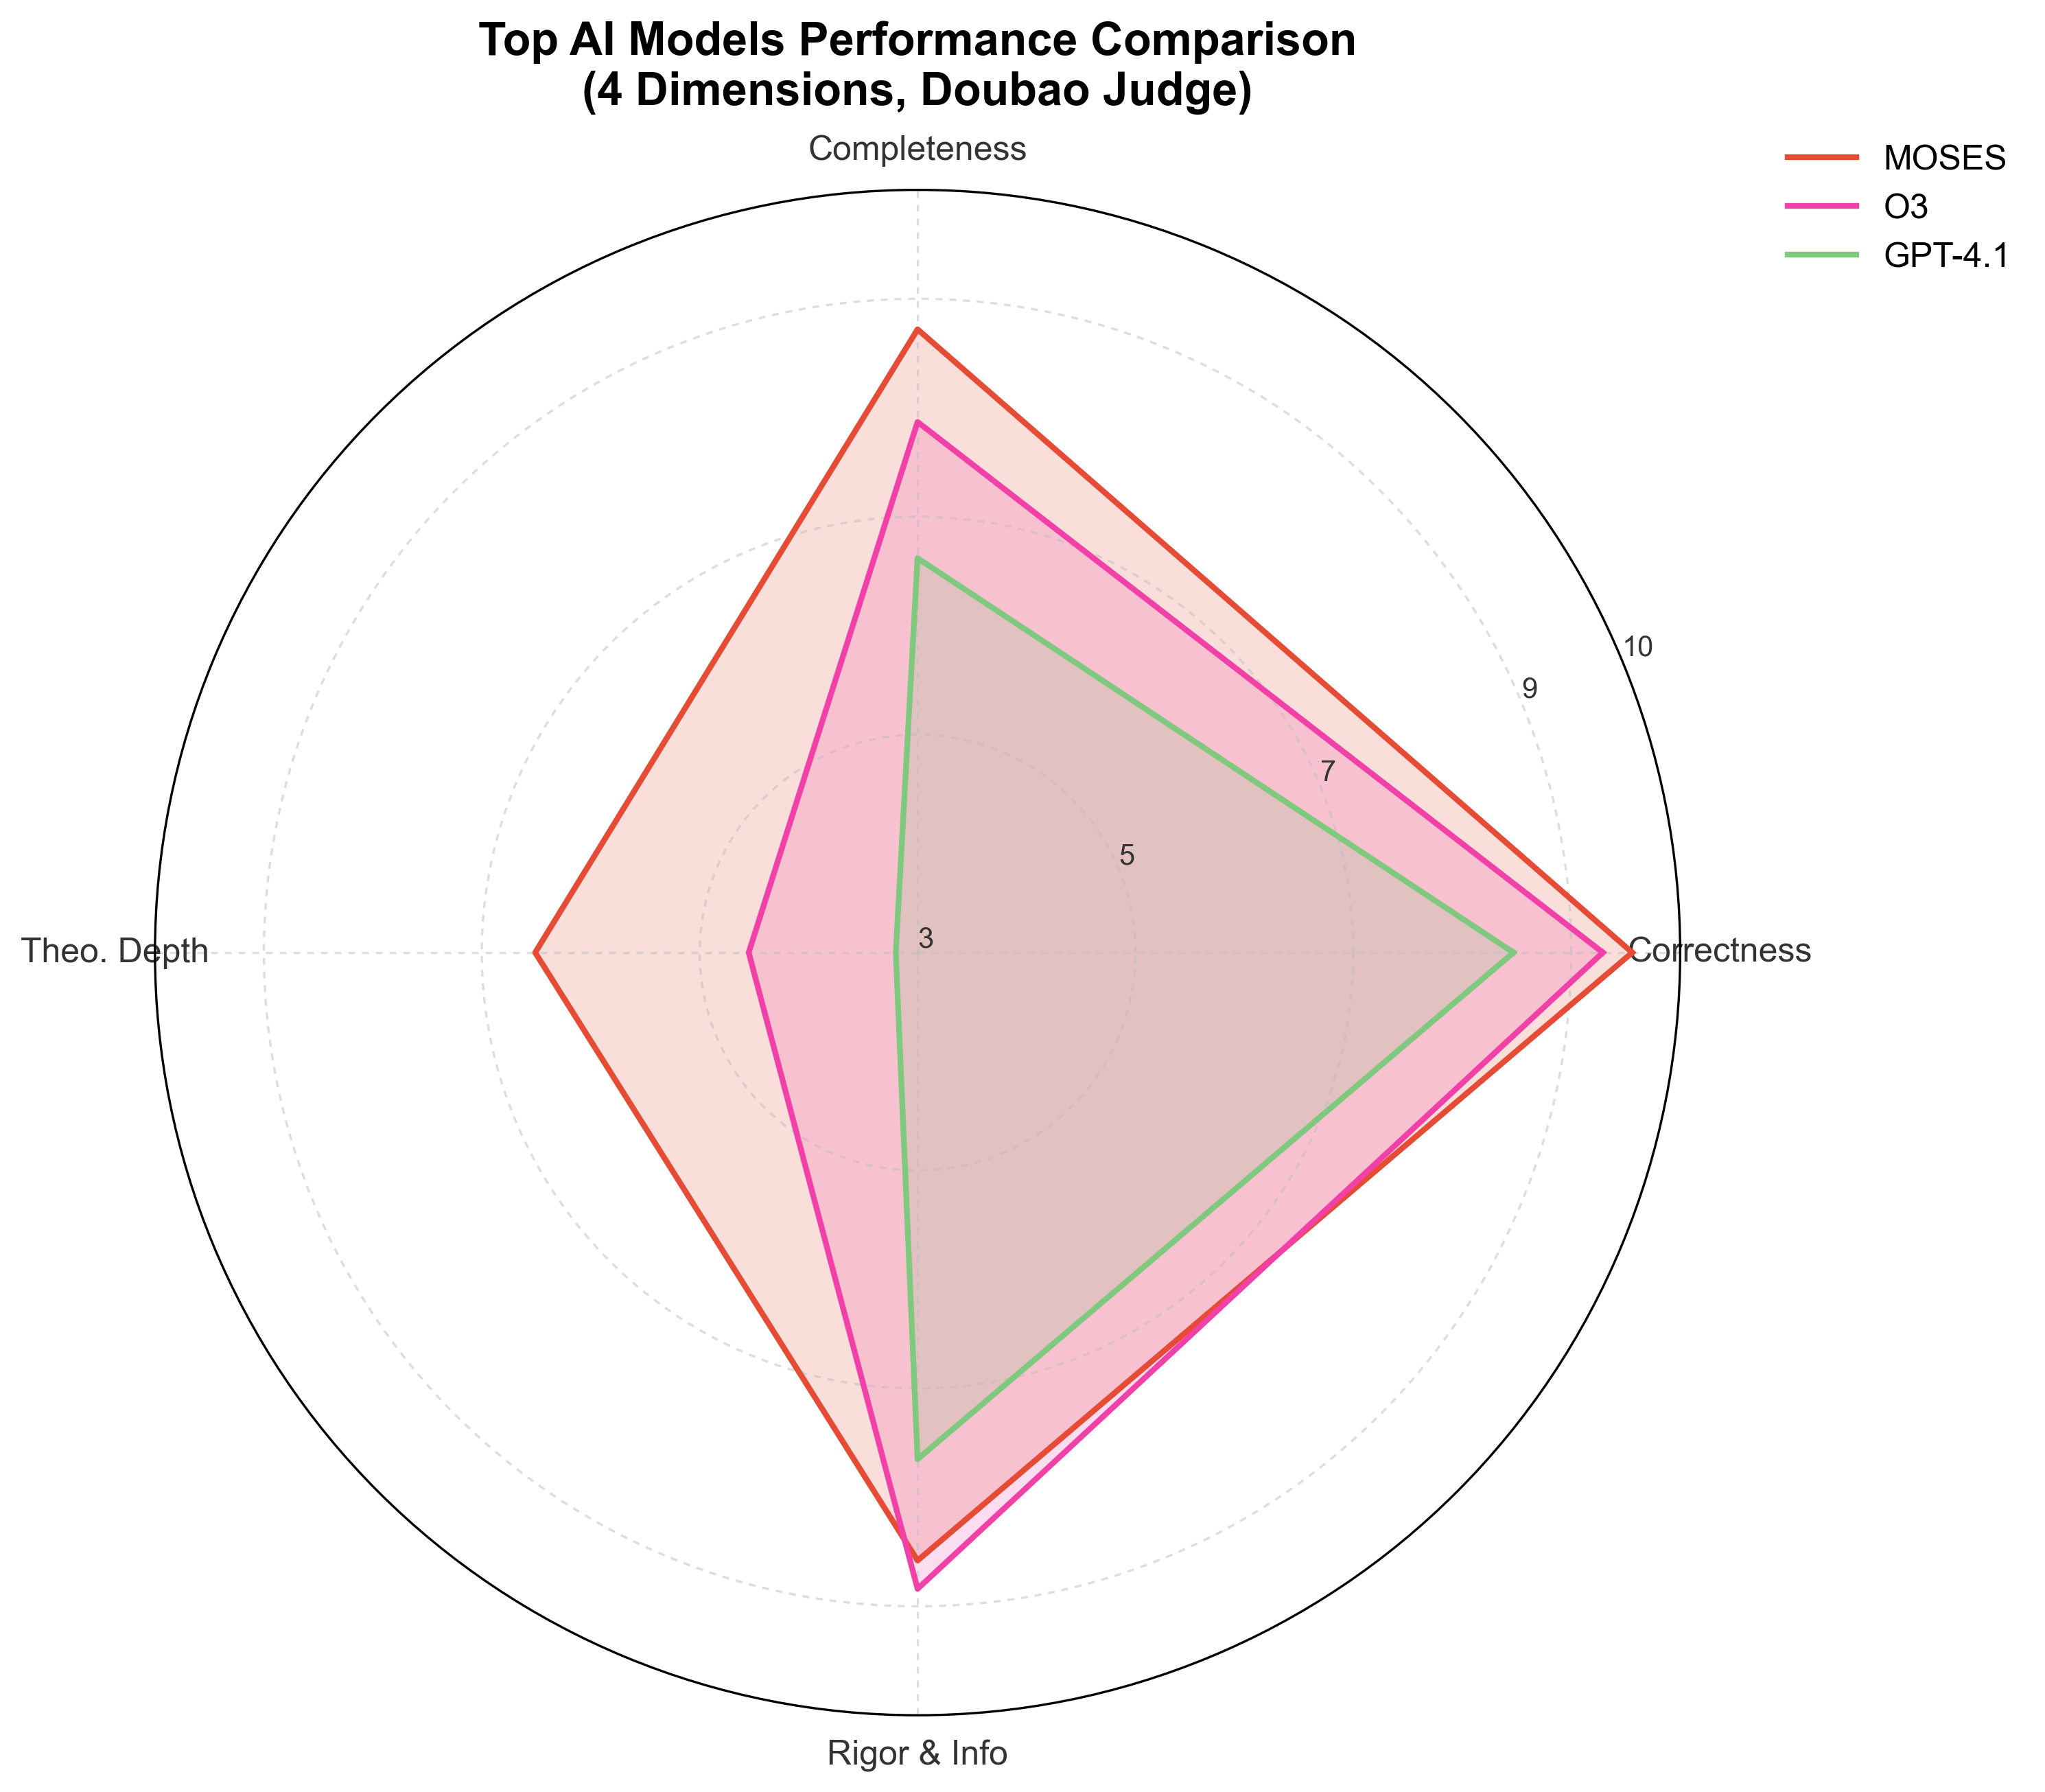 Top AI Models Performance Comparison
(4 Dimensions, Doubao Judge)
Completeness
MOSES
O3
GPT-4.1
10
9
7
5
3
Theo. Depth
Correctness
Rigor & Info